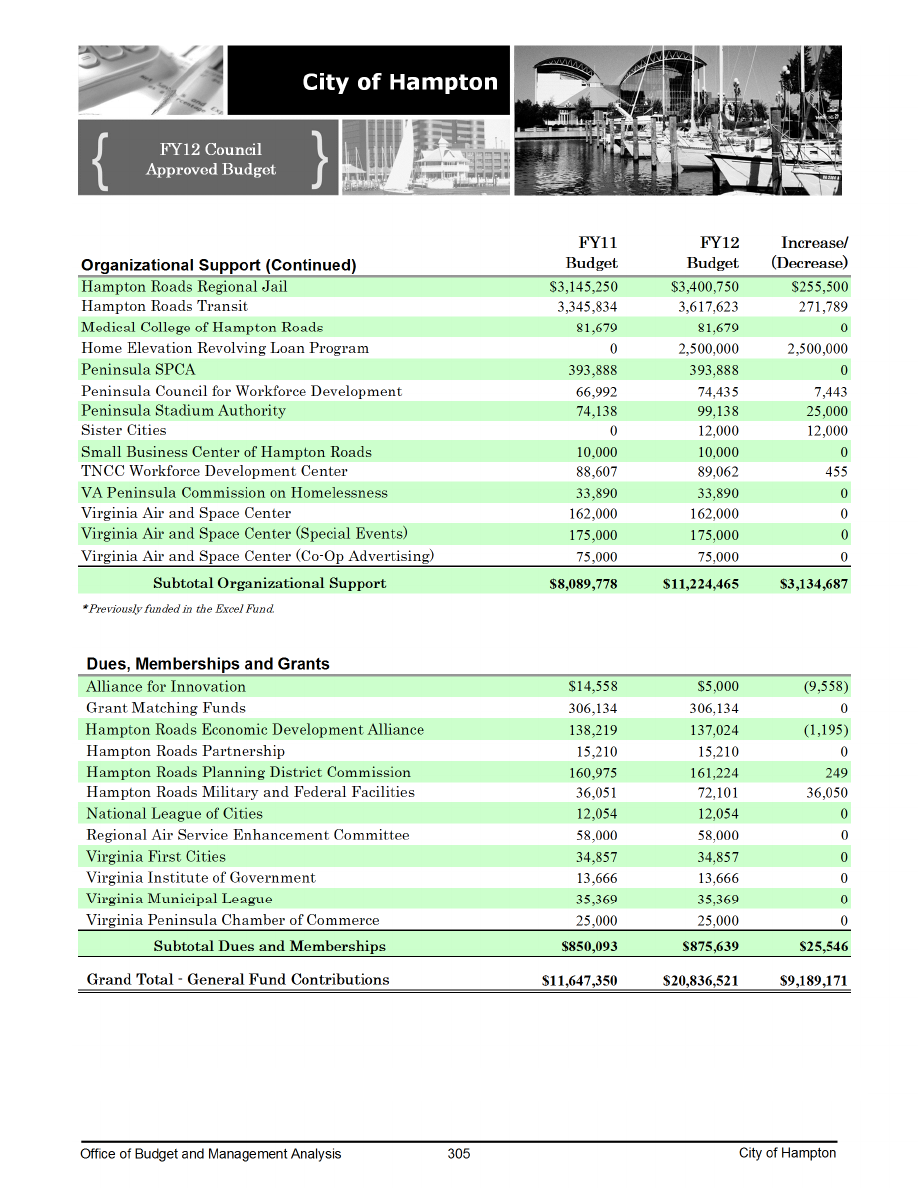 City of Hampton
FY12 Council
Approved Budget
FY11 FY12 Increase/
Organizational Support (Continued) Budget Budget (Decrease)
Hampton Roads Regional Jail $3,145,250 $3,400,750 $255,500
Hampton Roads Transit 3,345,834 3,617,623 271,789
Medical College of Hampton Roads 81,679 81,679 0
Home Elevation Revolving Loan Program 0 2,500,000 2,500,000
Peninsula SPCA 393,888 393,888 0
Peninsula Council for Workforce Development 66,992 74,435 7,443
Peninsula Stadium Authority 74,138 99,138 25,000
Sister Cities 0 12,000 12,000
Small Business Center of Hampton Roads 10,000 10,000 0
TNCC Workforce Development Center 88,607 89,062 455
VA Peninsula Commission on Homelessness 33,890 33,890 0
Virginia Air and Space Center 162,000 162,000 0
Virginia Air and Space Center (Special Events) 175,000 175,000 0
Virginia Air and Space Center (Co-Op Advertising) 75,000 75,000 0
Subtotal Organizational Support $8,089,778 $11,224,465 $3,134,687
*Previously funded in the Excel Fund.
Dues, Memberships and Grants
Alliance for Innovation $14,558 $5,000 (9,558)
Grant Matching Funds 306,134 306,134 0
Hampton Roads Economic Development Alliance 138,219 137,024 (1,195)
Hampton Roads Partnership 15,210 15,210 0
Hampton Roads Planning District Commission 160,975 161,224 249
Hampton Roads Military and Federal Facilities 36,051 72,101 36,050
National League of Cities 12,054 12,054 0
Regional Air Service Enhancement Committee 58,000 58,000 0
Virginia First Cities 34,857 34,857 0
Virginia Institute of Government 13,666 13,666 0
Virginia Municipal League 35,369 35,369 0
Virginia Peninsula Chamber of Commerce 25,000 25,000 0
Subtotal Dues and Memberships $850,093 $875,639 $25,546
Grand Total - General Fund Contributions $11,647,350 $20,836,521 $9,189,171
Office of Budget and Management Analysis 305 City of Hampton